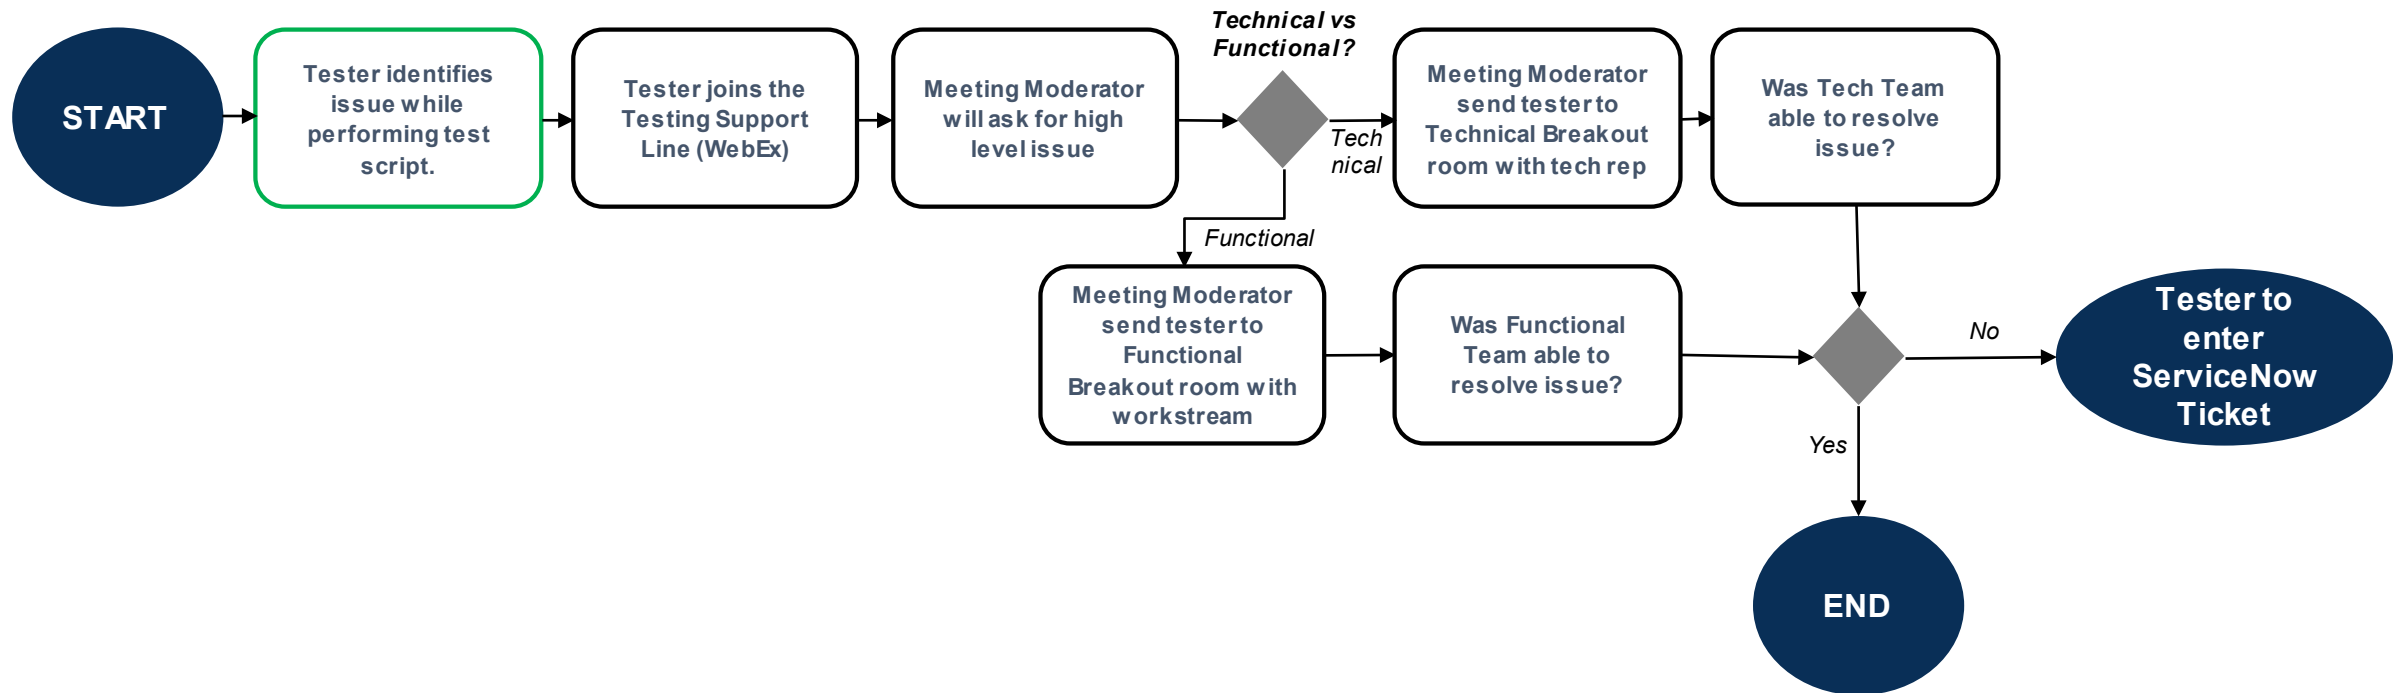 START
Tester identifies
issue while
performing test
script.
Tester joins the
Testing Support
Line (WebEx)
Meeting Moderator
will ask for high
level issue
Technical vs
Functional?
Tech
nical
Meeting Moderator
send tester to
Technical Breakout
room with tech rep
Was Tech Team
able to resolve
issue?
Functional
Meeting Moderator
send tester to
Functional
Breakout room with
workstream
Was Functional
Team able to
resolve issue?
No
Tester to
enter
ServiceNow
Ticket
Yes
END